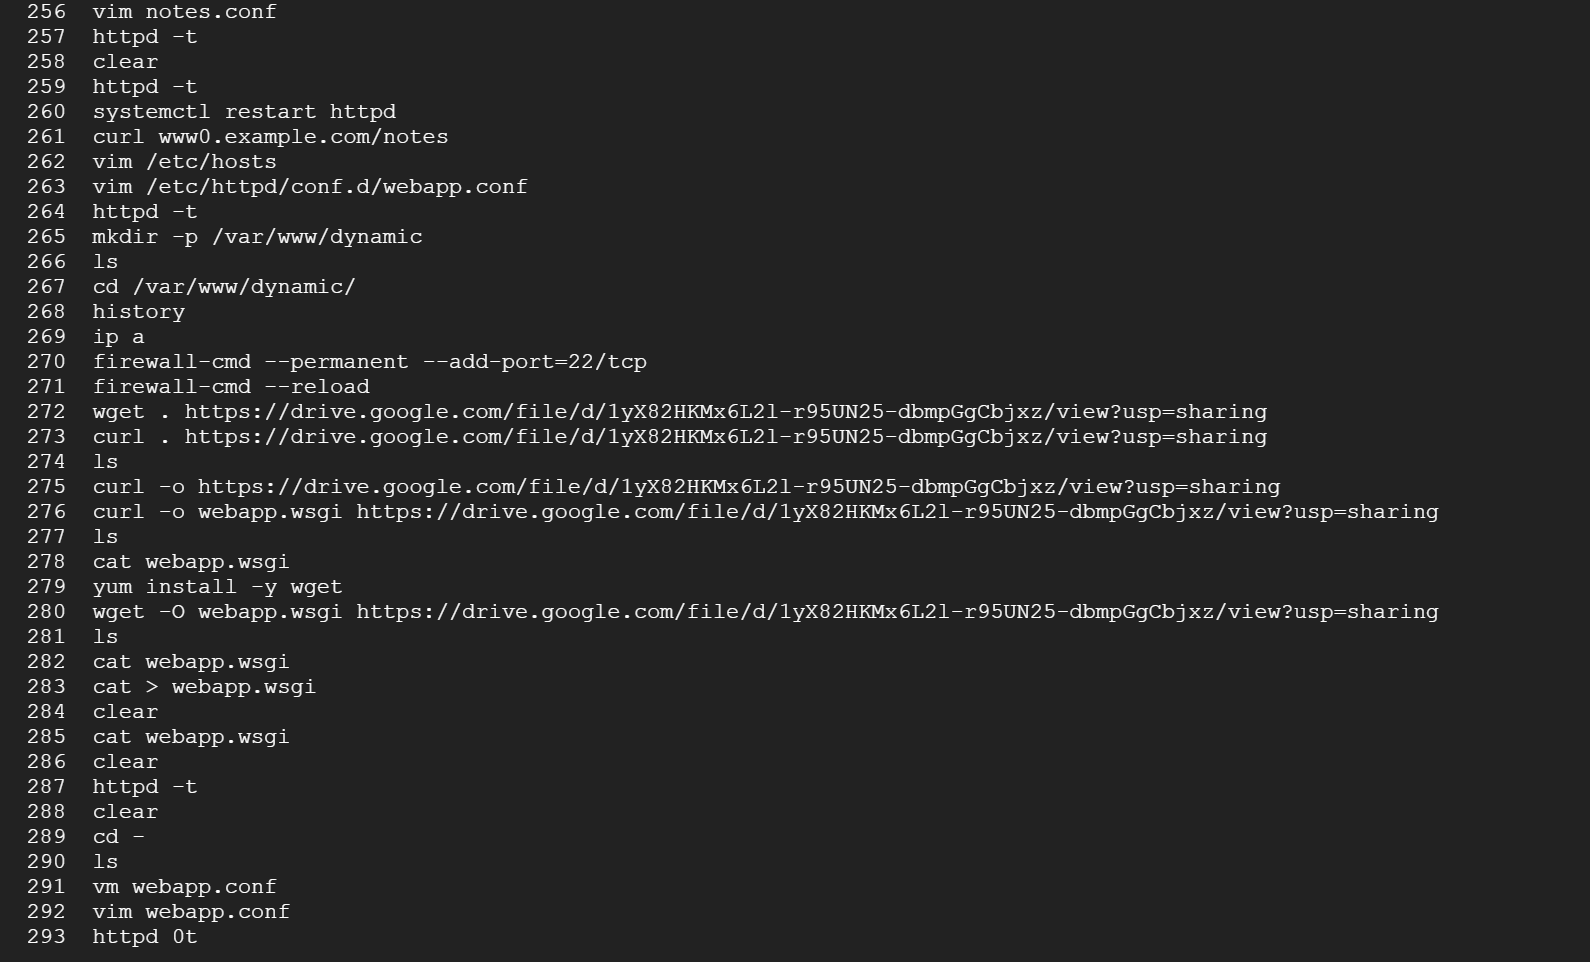 256 vim notes.conf
257 httpd -t
258 clear
259 httpd -t
260 systemctl restart httpd
261 curl www0.example.com/notes
262 vim /etc/hosts
263 vim /etc/httpd/conf.d/webapp.conf
264 httpd -t
265 mkdir -p /var/www/dynamic
266 ls
267 cd /var/www/dynamic/
268 history
269 ip a
270 firewall-cmd --permanent --add-port=22/tcp
271 firewall-cmd --reload
272 wget . https://drive.google.com/file/d/1yX82HKMx6L2l-r95UN25-dbmpGgCbjxz/view?usp=sharing
273 curl . https://drive.google.com/file/d/1yX82HKMx6L2l-r95UN25-dbmpGgCbjxz/view?usp=sharing
274 ls
275 curl -o https://drive.google.com/file/d/1yX82HKMx6L2l-r95UN25-dbmpGgCbjxz/view?usp=sharing
276 curl -o webapp.wsgi https://drive.google.com/file/d/1yX82HKMx6L2l-r95UN25-dbmpGgCbjxz/view?usp=sharing
277 ls
278 cat webapp.wsgi
279 yum install -y wget
280 wget -O webapp.wsgi https://drive.google.com/file/d/1yX82HKMx6L2l-r95UN25-dbmpGgCbjxz/view?usp=sharing
281 ls
282 cat webapp.wsgi
283 cat > webapp.wsgi
284 clear
285 cat webapp.wsgi
286 clear
287 httpd -t
288 clear
289 cd -
290 ls
291 vm webapp.conf
292 vim webapp.conf
293 httpd 0t